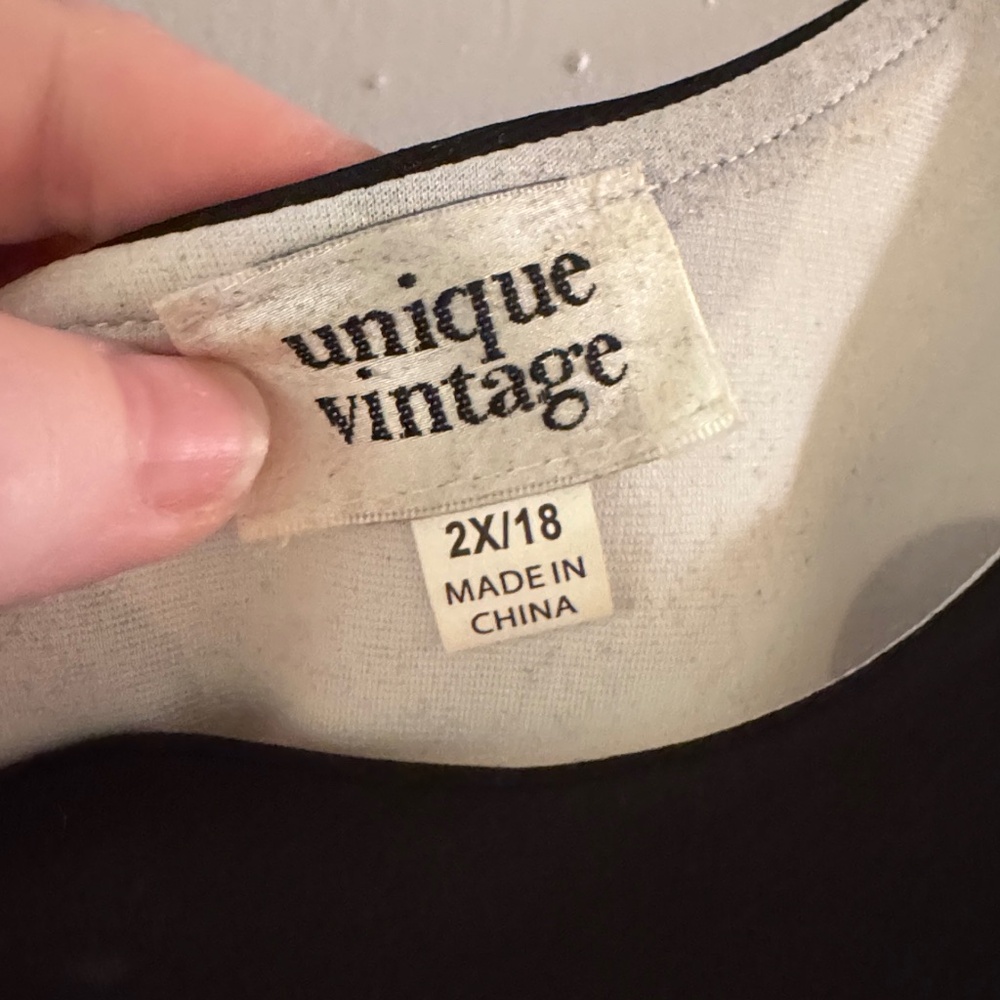 unique
vintage
2X/18
MADE IN
CHINA